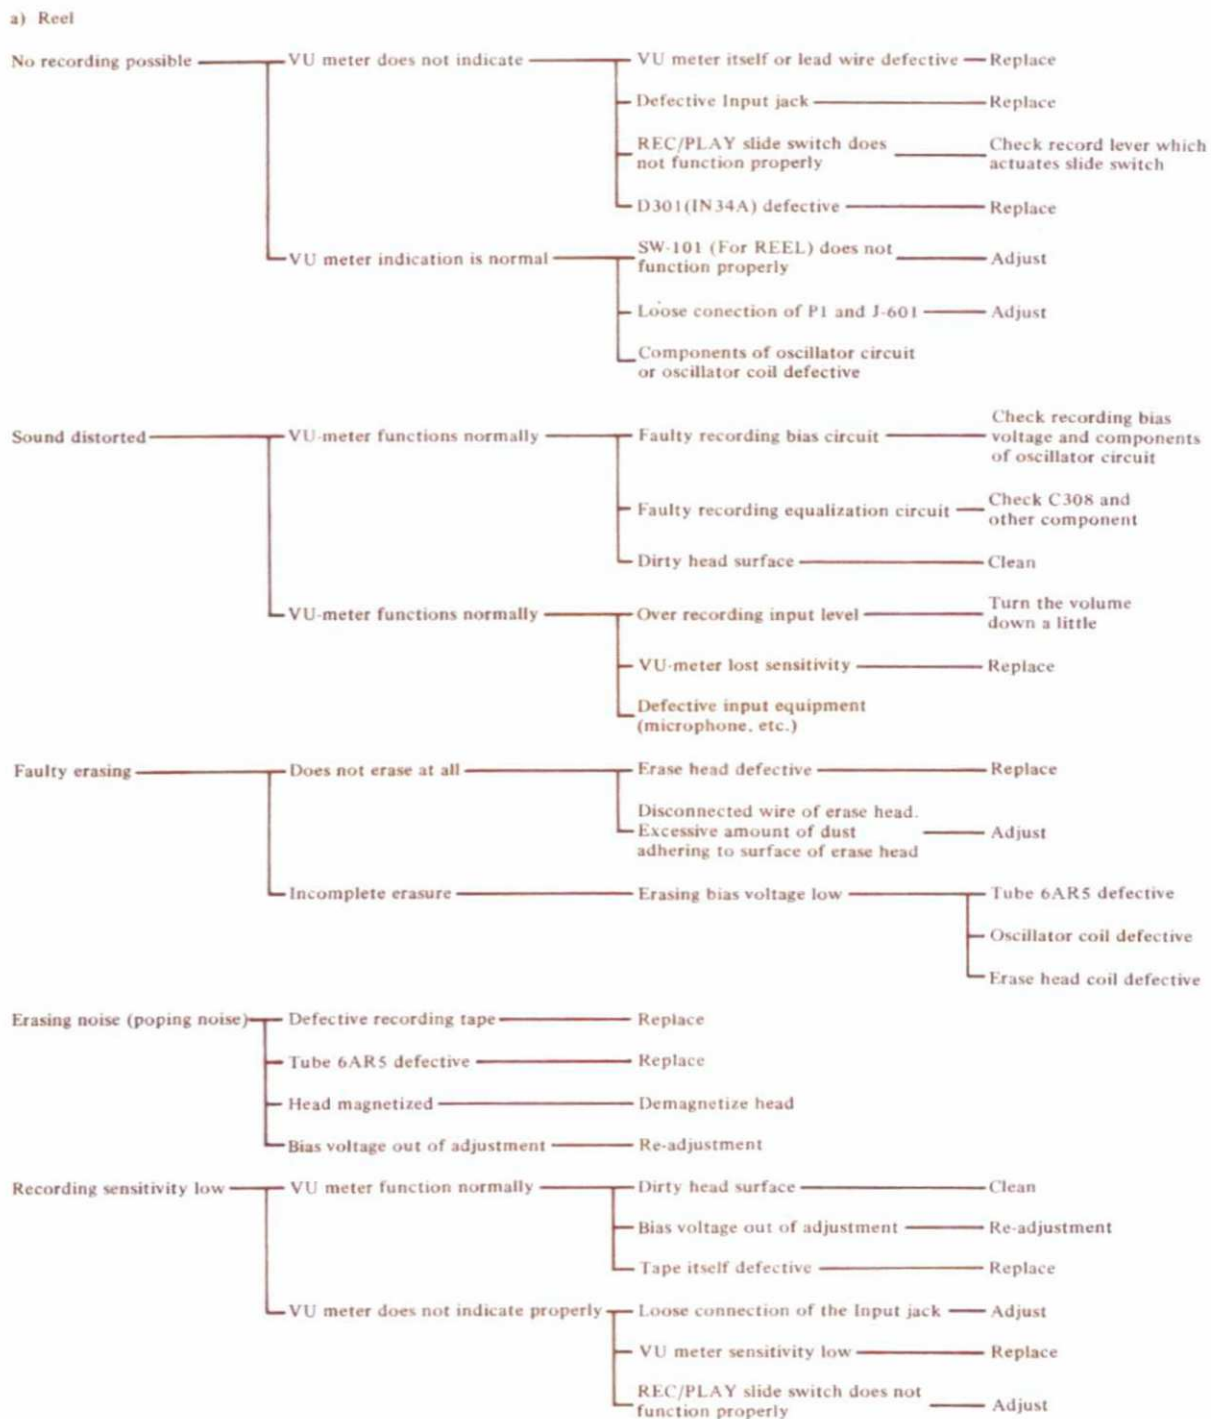 a) Reel
No recording possible
VU meter does not indicate
VU meter itself or lead wire defective
Replace
Defective Input jack
Replace
REC/PLAY slide switch does
not function properly
Check record lever which
actuates slide switch
D301(IN34A) defective
Replace
VU meter indication is normal
SW-101 (For REEL) does not
function properly
Adjust
Loose conection of P1 and J-601
Adjust
Components of oscillator circuit
or oscillator coil defective
Sound distorted
VU-meter functions normally
Faulty recording bias circuit
Check recording bias
voltage and components
of oscillator circuit
Faulty recording equalization circuit
Check C308 and
other component
Dirty head surface
Clean
VU-meter functions normally
Over recording input level
Turn the volume
down a little
VU-meter lost sensitivity
Replace
Defective input equipment
(microphone, etc.)
Faulty erasing
Does not erase at all
Erase head defective
Replace
Disconnected wire of erase head.
Excessive amount of dust
adhering to surface of erase head
Adjust
Incomplete erasure
Erasing bias voltage low
Tube 6AR5 defective
Oscillator coil defective
Erase head coil defective
Erasing noise (poping noise)
Defective recording tape
Replace
Tube 6AR5 defective
Replace
Head magnetized
Demagnetize head
Bias voltage out of adjustment
Re-adjustment
Recording sensitivity low
VU meter function normally
Dirty head surface
Clean
Bias voltage out of adjustment
Re-adjustment
Tape itself defective
Replace
VU meter does not indicate properly
Loose connection of the Input jack
Adjust
VU meter sensitivity low
Replace
REC/PLAY slide switch does not
function properly
Adjust